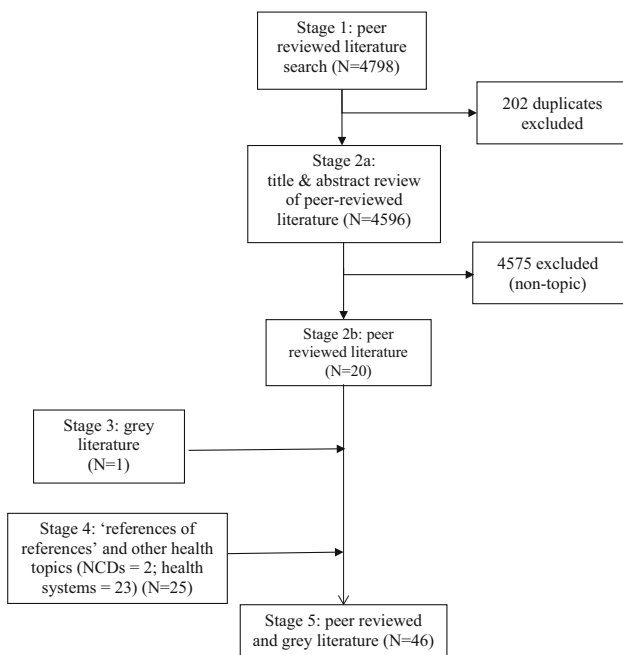 Stage 1: peer
reviewed literature
search (N=4798)
202 duplicates
excluded
Stage 2a:
title & abstract review
of peer-reviewed
literature (N=4596)
4575 excluded
(non-topic)
Stage 2b: peer
reviewed literature
(N=20)
Stage 3: grey
literature
(N=1)
Stage 4: ‘references of
references’ and other health
topics (NCDs = 2; health
systems = 23) (N=25)
Stage 5: peer reviewed
and grey literature (N=46)